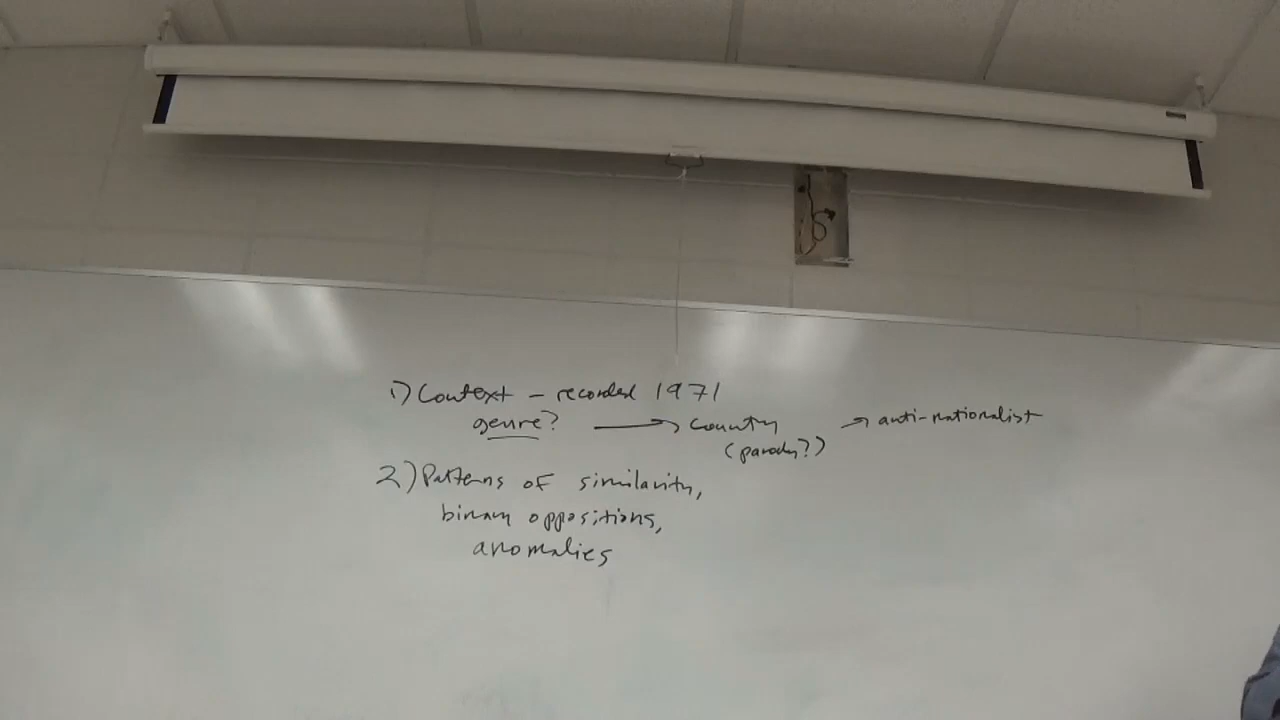 1) Context – recorded 1971
genre? → Country → anti-nationalist
(parody?)
2) Patterns of similarity,
binary oppositions,
anomalies